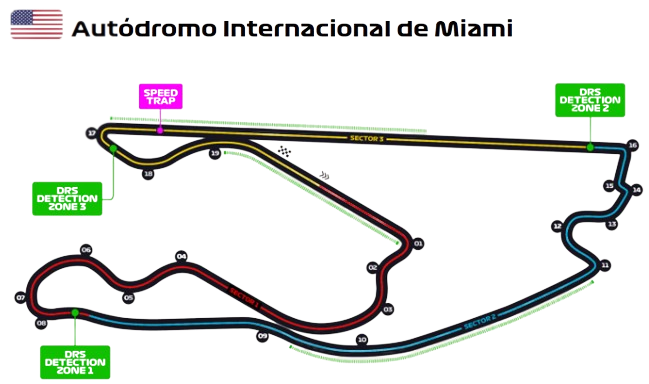 Autódromo Internacional de Miami
SPEED
TRAP
DRS
DETECTION
ZONE 2
17
SECTOR 3
16
19
18
15
14
DRS
DETECTION
ZONE 3
13
12
01
06
04
02
11
07
05
SECTOR 1
03
08
SECTOR 2
09
10
DRS
DETECTION
ZONE 1